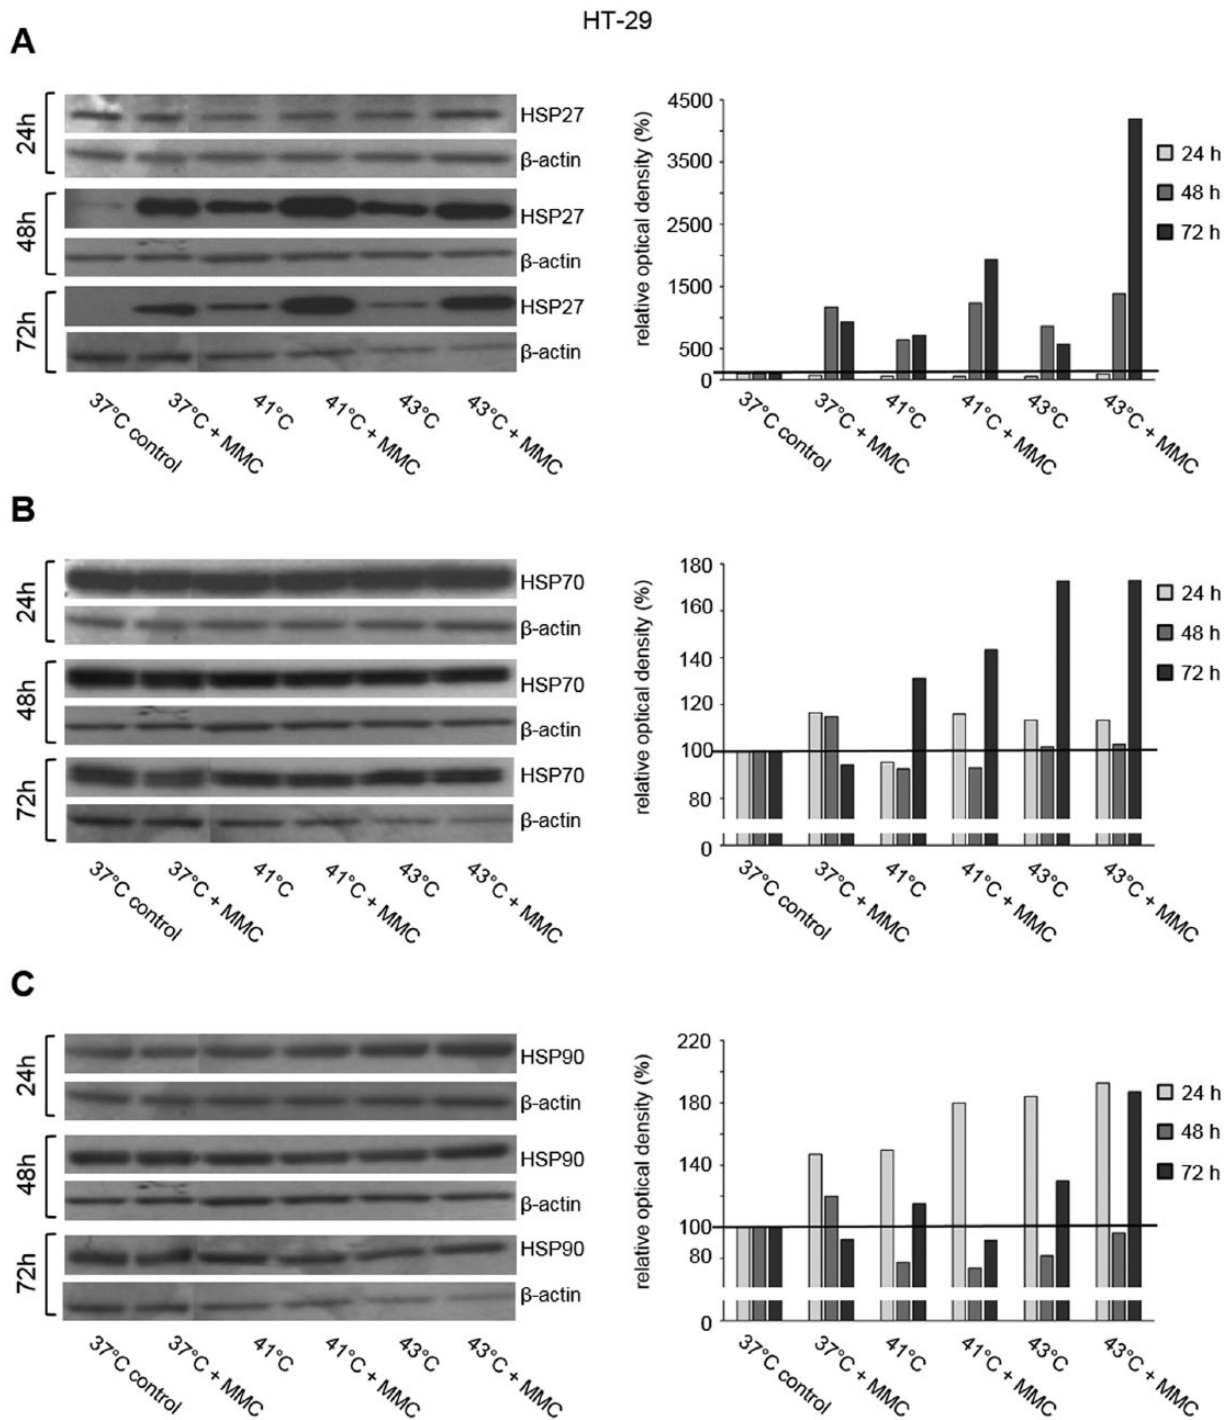 HT-29
A
24h
HSP27
β-actin
48h
HSP27
β-actin
72h
HSP27
β-actin
37°C control
37°C + MMC
41°C
41°C + MMC
43°C
43°C + MMC
relative optical density (%)
4500
3500
2500
1500
500
0
24 h
48 h
72 h
37°C control
37°C + MMC
41°C
41°C + MMC
43°C
43°C + MMC
B
24h
HSP70
β-actin
48h
HSP70
β-actin
72h
HSP70
β-actin
37°C control
37°C + MMC
41°C
41°C + MMC
43°C
43°C + MMC
relative optical density (%)
180
160
140
120
100
80
0
24 h
48 h
72 h
37°C control
37°C + MMC
41°C
41°C + MMC
43°C
43°C + MMC
C
24h
HSP90
β-actin
48h
HSP90
β-actin
72h
HSP90
β-actin
37°C control
37°C + MMC
41°C
41°C + MMC
43°C
43°C + MMC
relative optical density (%)
220
180
140
100
80
0
24 h
48 h
72 h
37°C control
37°C + MMC
41°C
41°C + MMC
43°C
43°C + MMC